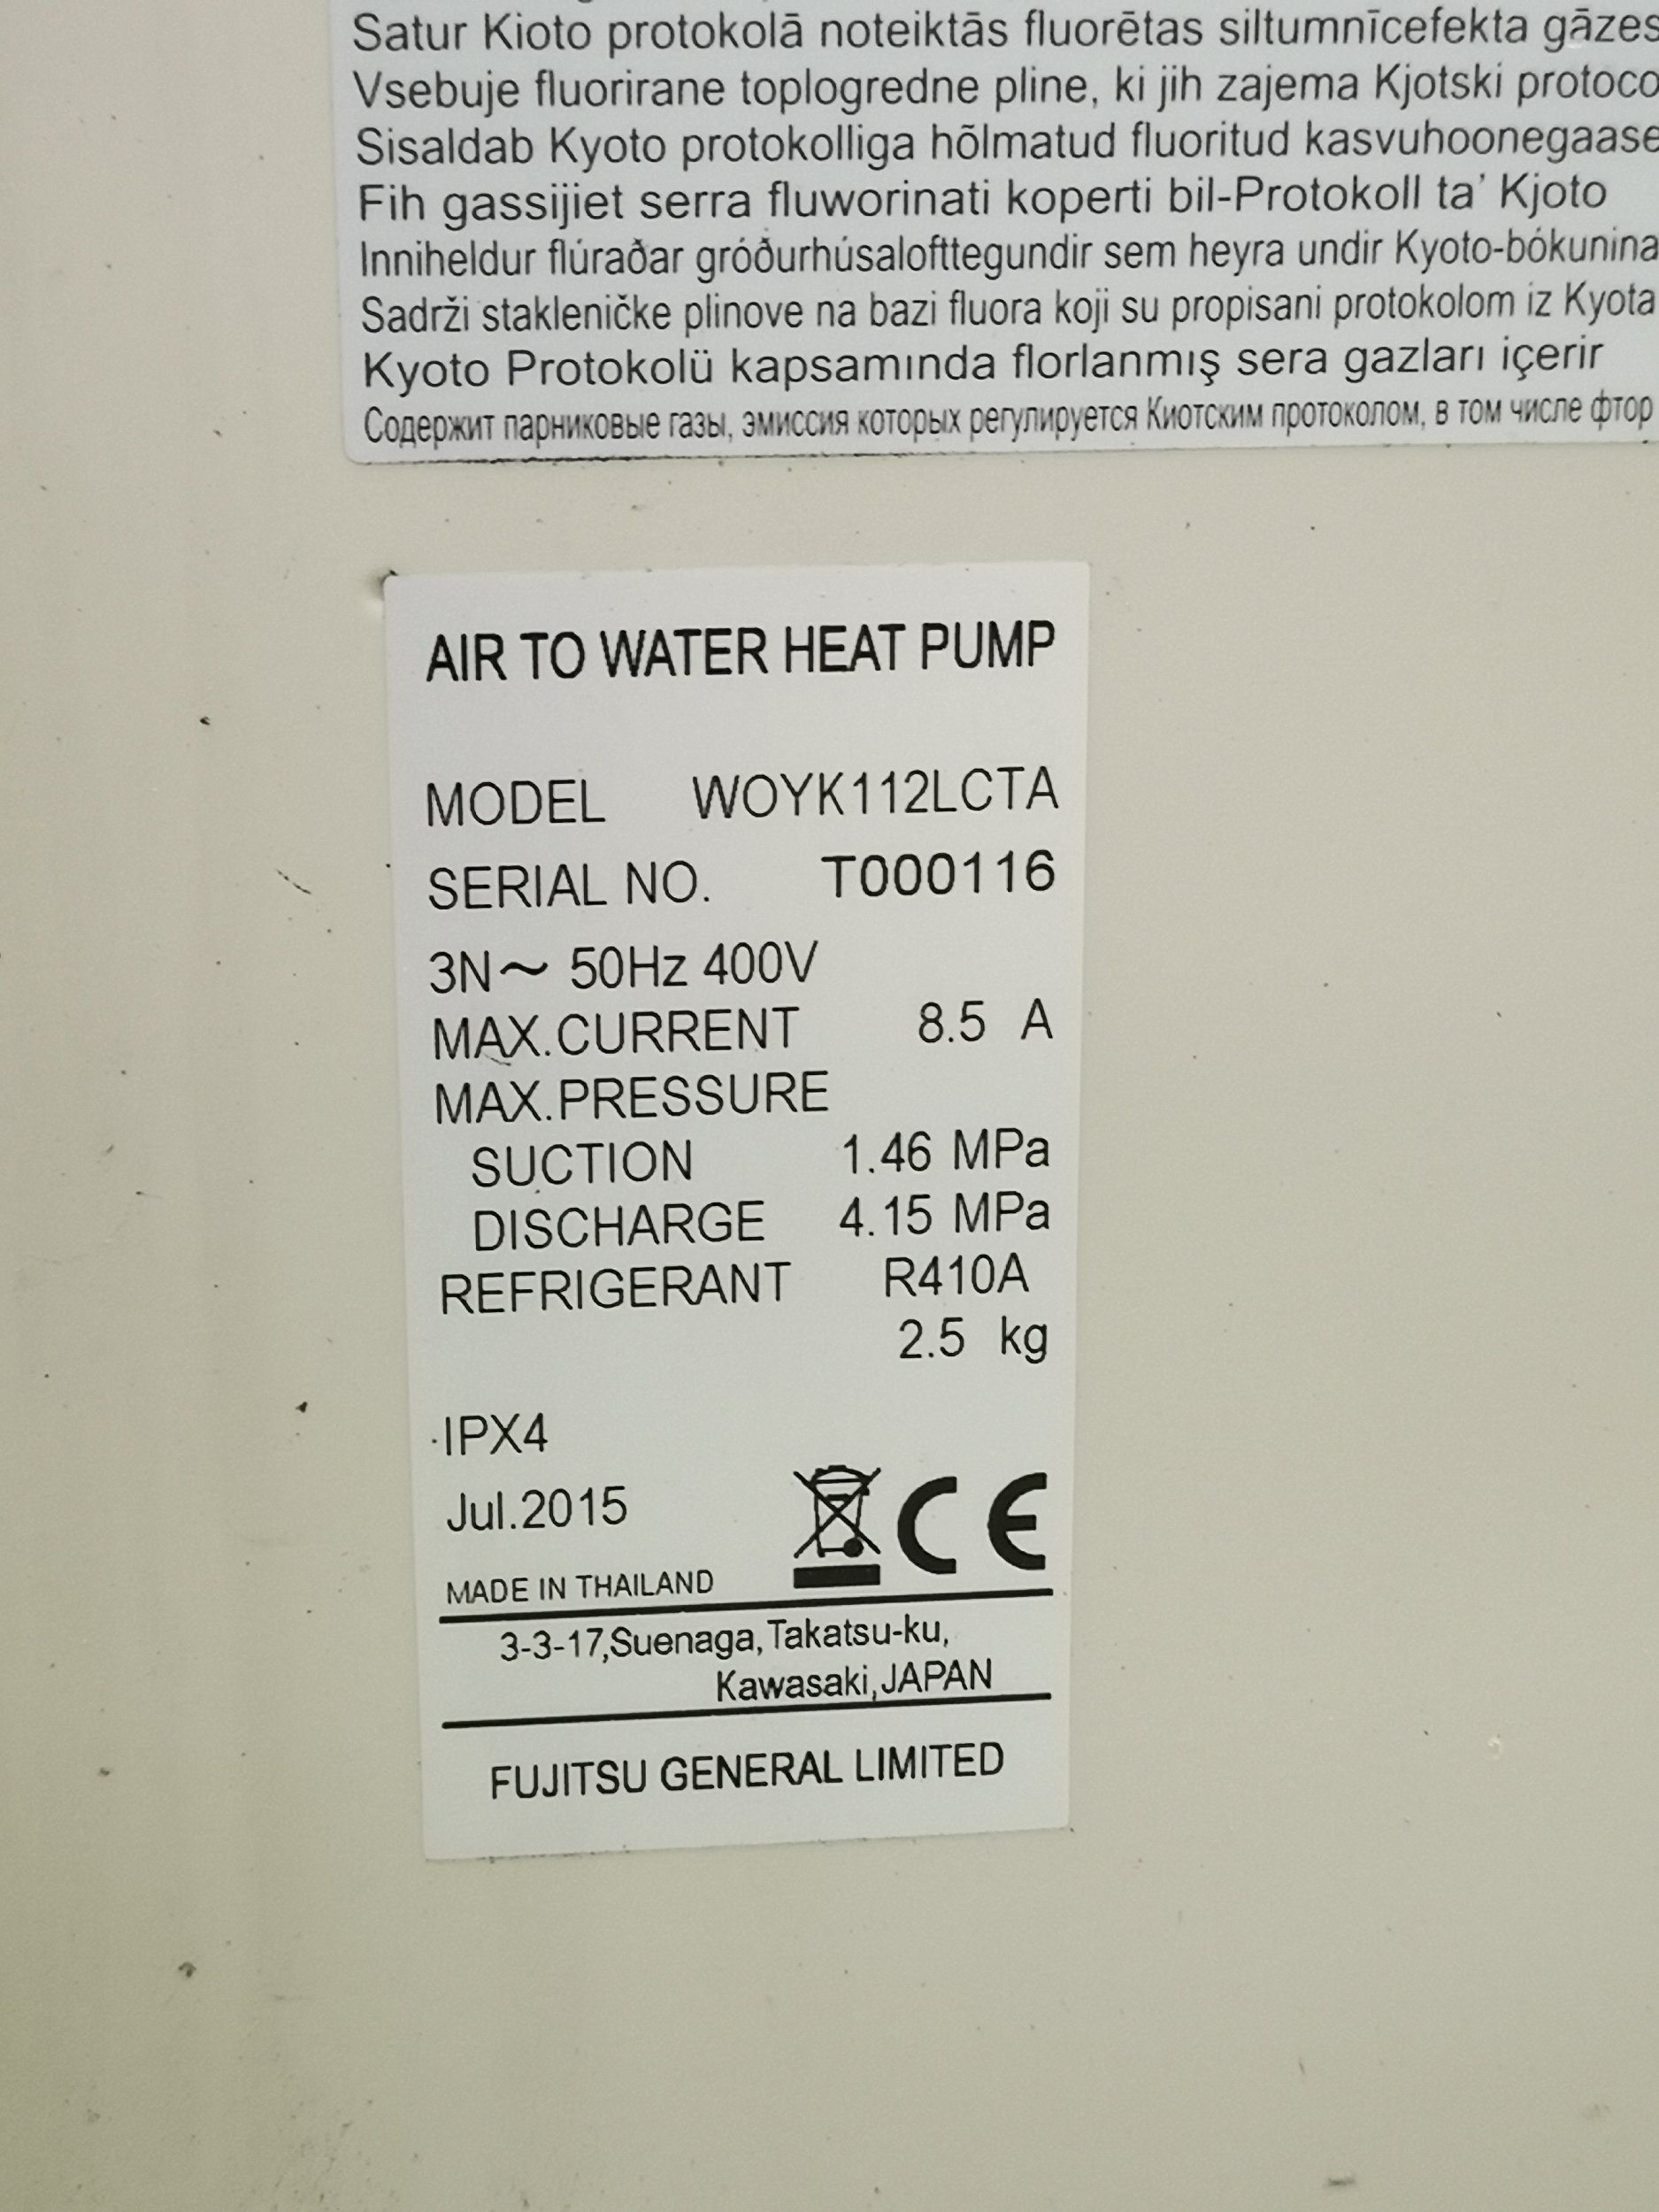 Satur Kioto protokolā noteiktās fluorētas siltumnīcefekta gāzes
Vsebuje fluorirane toplogredne pline, ki jih zajema Kjotski protoco
Sisaldab Kyoto protokolliga hõlmatud fluoritud kasvuhoonegaase
Fih gassijiet serra fluworinati koperti bil-Protokoll ta' Kjoto
Inniheldur flúraðar gróðurhúsalofttegundir sem heyra undir Kyoto-bókunina
Sadrži stakleničke plinove na bazi fluora koji su propisani protokolom iz Kyota
Kyoto Protokolü kapsamında florlanmış sera gazları içerir
Содержит парниковые газы, эмиссия которых регулируется Киотским протоколом, в том числе фтор
AIR TO WATER HEAT PUMP
MODEL WOYK112LCTA
SERIAL NO. T000116
3N~ 50Hz 400V
MAX.CURRENT 8.5 A
MAX.PRESSURE
SUCTION 1.46 MPa
DISCHARGE 4.15 MPa
REFRIGERANT R410A
2.5 kg
IPX4
Jul.2015
CE
MADE IN THAILAND
3-3-17,Suenaga,Takatsu-ku,
Kawasaki,JAPAN
FUJITSU GENERAL LIMITED